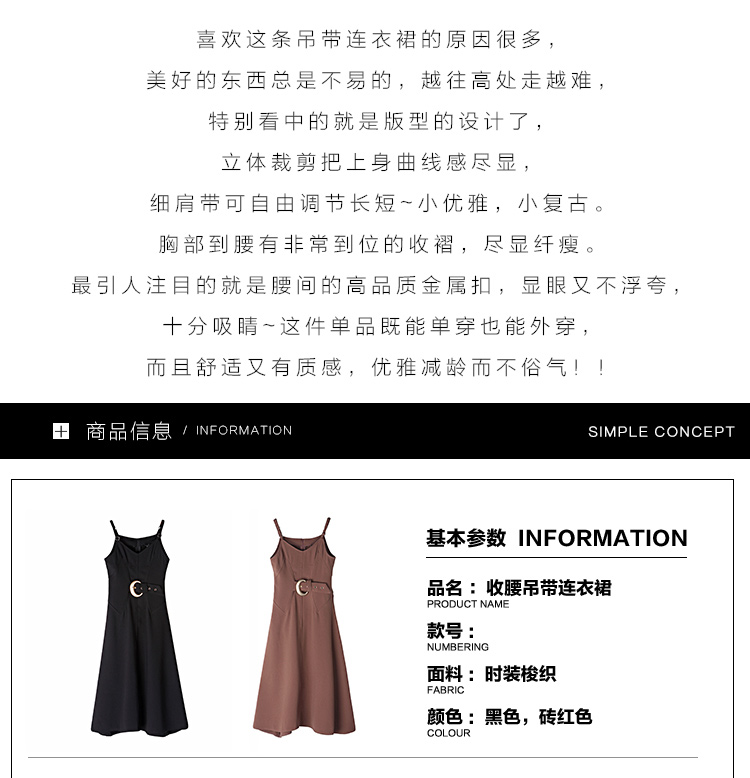 喜欢这条吊带连衣裙的原因很多，
美好的东西总是不易的，越往高处走越难，
特别看中的就是版型的设计了，
立体裁剪把上身曲线感尽显，
细肩带可自由调节长短~小优雅，小复古。
胸部到腰有非常到位的收褶，尽显纤瘦。
最引人注目的就是腰间的高品质金属扣，显眼又不浮夸，
十分吸睛~这件单品既能单穿也能外穿，
而且舒适又有质感，优雅减龄而不俗气！！
商品信息 / INFORMATION
SIMPLE CONCEPT
基本参数 INFORMATION
品名：收腰吊带连衣裙
PRODUCT NAME
款号：
NUMBERING
面料：时装梭织
FABRIC
颜色：黑色，砖红色
COLOUR